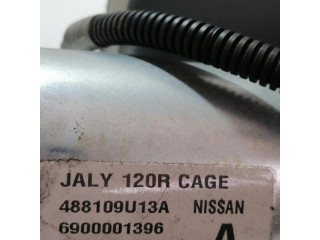 JALY 120R CAGE
488109U13A NISSAN
6900001396 A